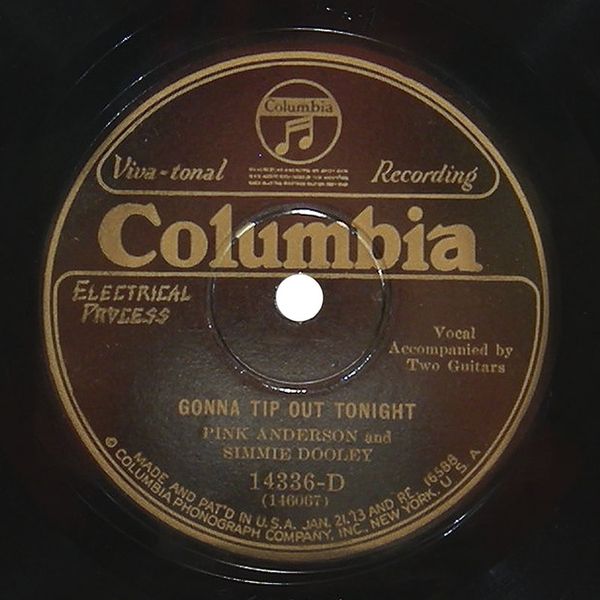 Columbia
Viva-tonal Recording
Columbia
ELECTRICAL
PROCESS
Vocal
Accompanied by
Two Guitars
GONNA TIP OUT TONIGHT
PINK ANDERSON and
SIMMIE DOOLEY
14336-D
(146067)
MADE AND PAT'D IN U.S.A. JAN. 21,'13 AND RE 16588
© COLUMBIA PHONOGRAPH COMPANY, INC., NEW YORK, U.S.A